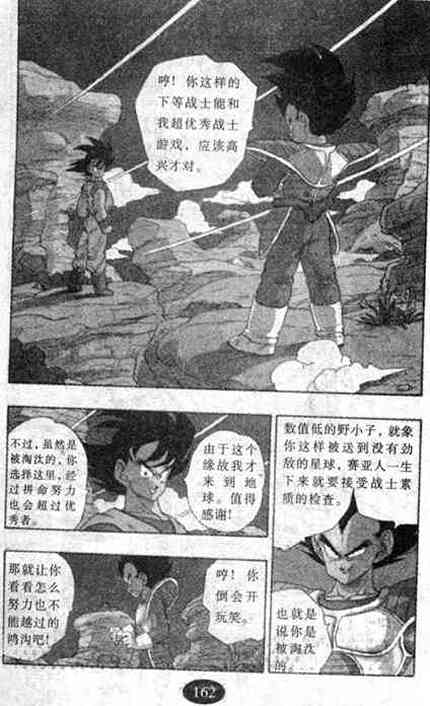 哼！你这样的
下等战士能和
我超优秀战士
游戏，应读高
兴才对。
数值低的野小子，就象
你这样被送到没有劲
敌的星球，赛亚人一生
下来就要接受战士素
质的检查。
也就是
说你是
被淘汰
的……
由于这个
缘故我才
来到地
球。值得
感谢！
不过，虽然是
被淘汰的，你
选择这里，经
过拼命努力
也会超过优
秀者。
哼！你
倒会开
玩笑。
那就让你
看看怎么
努力也不
能越过的
鸿沟吧！
162